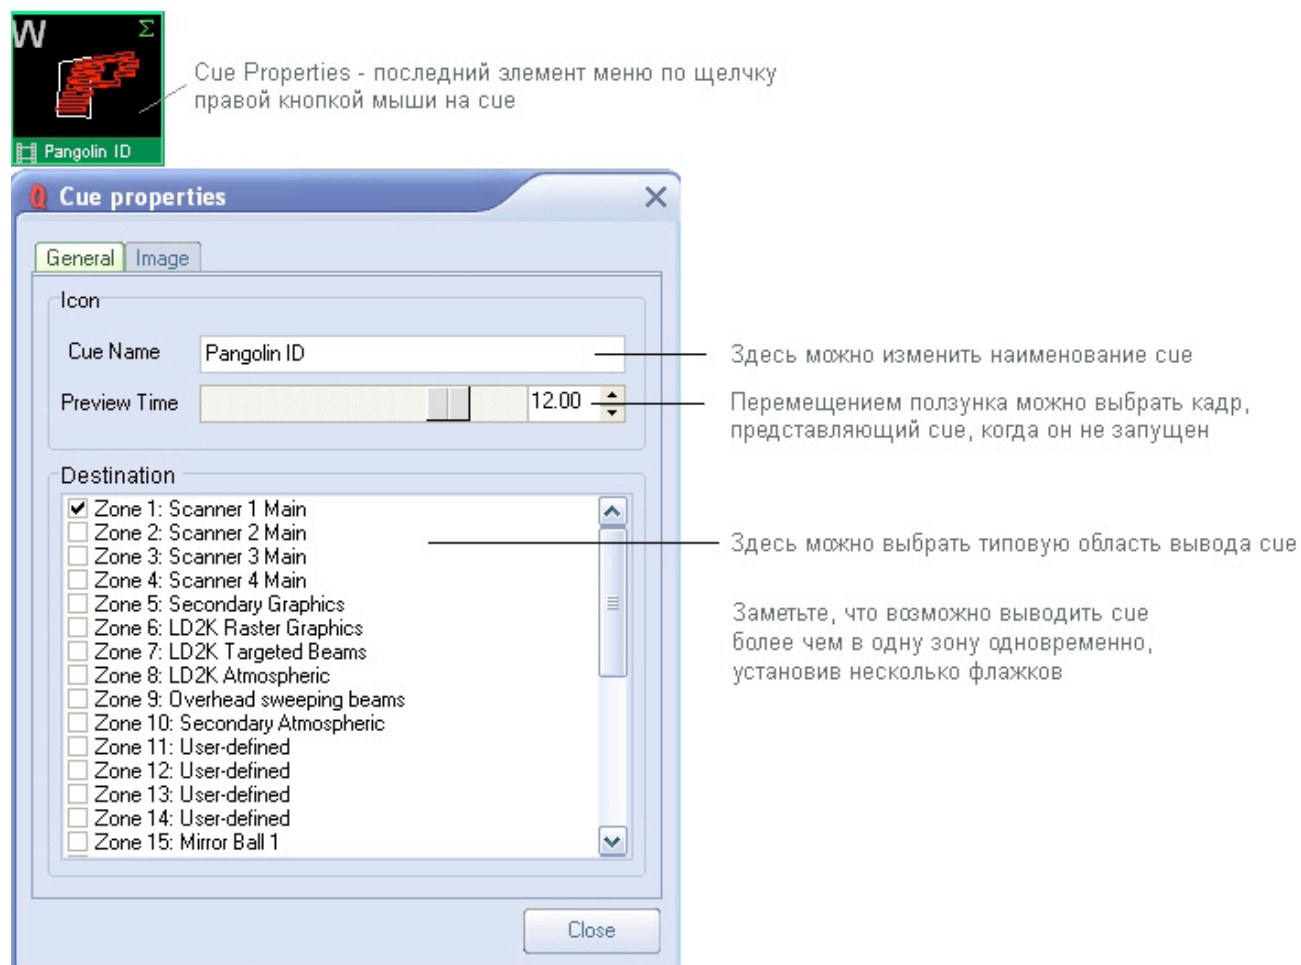 W Σ
Pangolin ID
Cue Properties - последний элемент меню по щелчку
правой кнопкой мыши на cue
Cue properties
General Image
Icon
Cue Name Pangolin ID
Здесь можно изменить наименование cue
Preview Time 12.00
Перемещением ползунка можно выбрать кадр,
представляющий cue, когда он не запущен
Destination
Zone 1: Scanner 1 Main
Zone 2: Scanner 2 Main
Zone 3: Scanner 3 Main
Zone 4: Scanner 4 Main
Zone 5: Secondary Graphics
Zone 6: LD2K Raster Graphics
Zone 7: LD2K Targeted Beams
Zone 8: LD2K Atmospheric
Zone 9: Overhead sweeping beams
Zone 10: Secondary Atmospheric
Zone 11: User-defined
Zone 12: User-defined
Zone 13: User-defined
Zone 14: User-defined
Zone 15: Mirror Ball 1
Здесь можно выбрать типовую область вывода cue
Заметьте, что возможно выводить cue
более чем в одну зону одновременно,
установив несколько флажков
Close